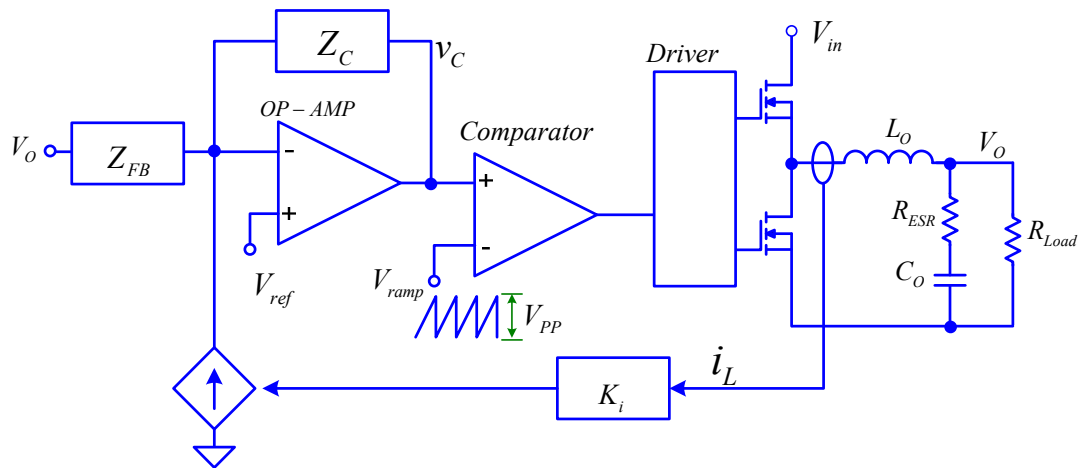 Z_C
v_C
Driver
V_in
OP-AMP
Comparator
V_O
Z_FB
-
+
+
-
L_O
V_O
R_ESR
R_Load
C_O
V_ref
V_ramp
V_PP
i_L
K_i